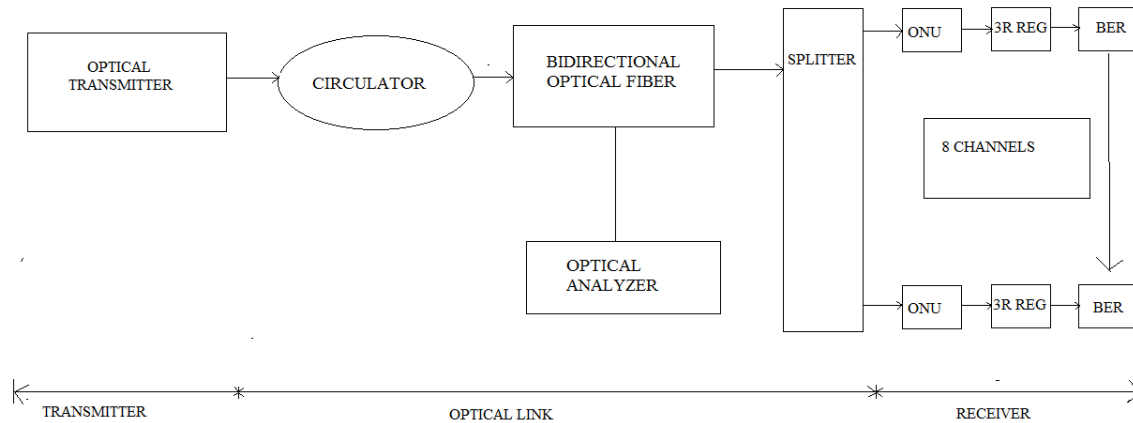 OPTICAL
TRANSMITTER
CIRCULATOR
BIDIRECTIONAL
OPTICAL FIBER
SPLITTER
ONU
3R REG
BER
8 CHANNELS
OPTICAL
ANALYZER
ONU
3R REG
BER
TRANSMITTER
OPTICAL LINK
RECEIVER